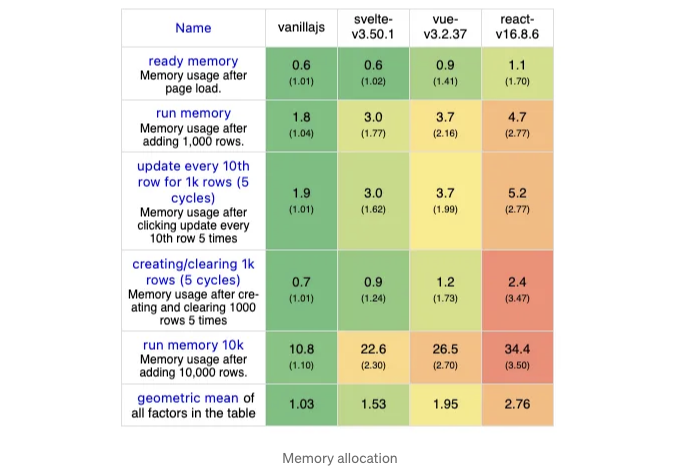 Name
vanillajs
svelte-
v3.50.1
vue-
v3.2.37
react-
v16.8.6
ready memory
Memory usage after
page load.
0.6
(1.01)
0.6
(1.02)
0.9
(1.41)
1.1
(1.70)
run memory
Memory usage after
adding 1,000 rows.
1.8
(1.04)
3.0
(1.77)
3.7
(2.16)
4.7
(2.77)
update every 10th
row for 1k rows (5
cycles)
Memory usage after
clicking update every
10th row 5 times
1.9
(1.01)
3.0
(1.62)
3.7
(1.99)
5.2
(2.77)
creating/clearing 1k
rows (5 cycles)
Memory usage after cre-
ating and clearing 1000
rows 5 times
0.7
(1.01)
0.9
(1.24)
1.2
(1.73)
2.4
(3.47)
run memory 10k
Memory usage after
adding 10,000 rows.
10.8
(1.10)
22.6
(2.30)
26.5
(2.70)
34.4
(3.50)
geometric mean of
all factors in the table
1.03
1.53
1.95
2.76
Memory allocation